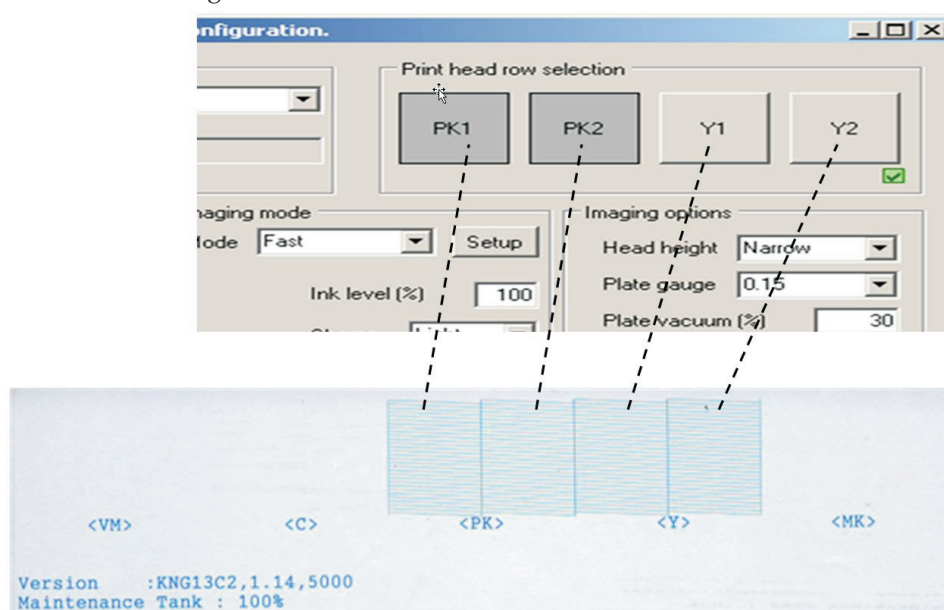 nfiguration.
Print head row selection
PK1 PK2 Y1 Y2
naging mode
Imaging options
lode Fast Setup
Head height Narrow
Plate gauge 0.15
Ink level (%) 100
Plate vacuum (%) 30
<VM> <C> <PK> <Y> <MK>
Version :KNG13C2,1.14,5000
Maintenance Tank : 100%